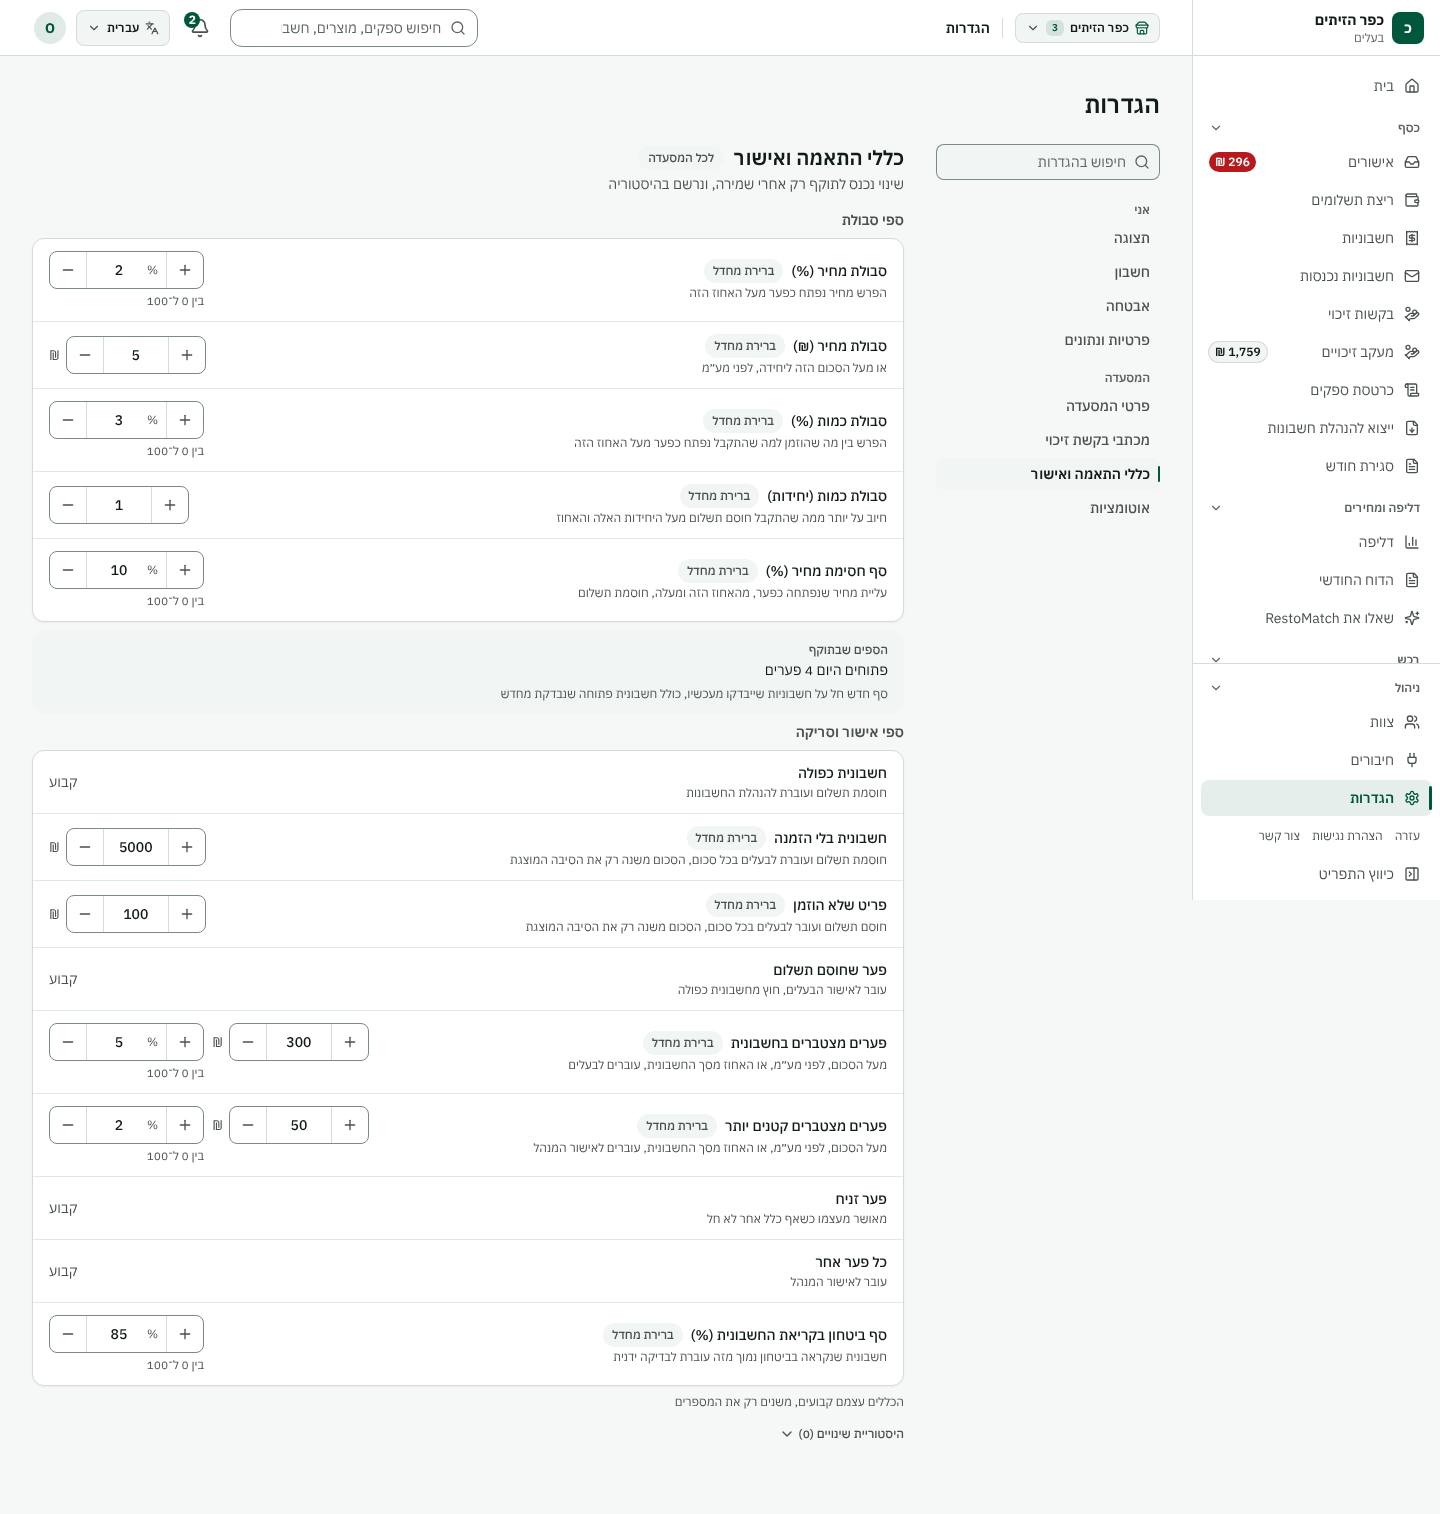 כ
כפר הזיתים
בעלים
כפר הזיתים 3
הגדרות
חיפוש ספקים, מוצרים, חשב
2
עברית
O
בית
כסף
אישורים
296 ₪
ריצת תשלומים
חשבוניות
חשבוניות נכנסות
בקשות זיכוי
מעקב זיכויים
1,759 ₪
כרטסת ספקים
ייצוא להנהלת חשבונות
סגירת חודש
דליפה ומחירים
דליפה
הדוח החודשי
שאלו את RestoMatch
רכש
ניהול
צוות
חיבורים
הגדרות
עזרה הצהרת נגישות צור קשר
כיווץ התפריט
הגדרות
חיפוש בהגדרות
אני
תצוגה
חשבון
אבטחה
פרטיות ונתונים
המסעדה
פרטי המסעדה
מכתבי בקשת זיכוי
כללי התאמה ואישור
אוטומציות
כללי התאמה ואישור לכל המסעדה
שינוי נכנס לתוקף רק אחרי שמירה, ונרשם בהיסטוריה
ספי סבולת
סבולת מחיר (%) ברירת מחדל
הפרש מחיר נפתח כפער מעל האחוז הזה
+ % 2 −
בין 0 ל־100
סבולת מחיר (₪) ברירת מחדל
או מעל הסכום הזה ליחידה, לפני מע״מ
+ 5 − ₪
סבולת כמות (%) ברירת מחדל
הפרש בין מה שהוזמן למה שהתקבל נפתח כפער מעל האחוז הזה
+ % 3 −
בין 0 ל־100
סבולת כמות (יחידות) ברירת מחדל
חיוב על יותר ממה שהתקבל חוסם תשלום מעל היחידות האלה והאחוז
+ 1 −
סף חסימת מחיר (%) ברירת מחדל
עליית מחיר שנפתחה כפער, מהאחוז הזה ומעלה, חוסמת תשלום
+ % 10 −
בין 0 ל־100
הספים שבתוקף
פתוחים היום 4 פערים
סף חדש חל על חשבוניות שייבדקו מעכשיו, כולל חשבונית פתוחה שנבדקת מחדש
ספי אישור וסריקה
חשבונית כפולה
חוסמת תשלום ועוברת להנהלת החשבונות
קבוע
חשבונית בלי הזמנה ברירת מחדל
חוסמת תשלום ועוברת לבעלים בכל סכום, הסכום משנה רק את הסיבה המוצגת
+ 5000 − ₪
פריט שלא הוזמן ברירת מחדל
חוסם תשלום ועובר לבעלים בכל סכום, הסכום משנה רק את הסיבה המוצגת
+ 100 − ₪
פער שחוסם תשלום
עובר לאישור הבעלים, חוץ מחשבונית כפולה
קבוע
פערים מצטברים בחשבונית ברירת מחדל
מעל הסכום, לפני מע״מ, או האחוז מסך החשבונית, עוברים לבעלים
+ 300 − ₪ + % 5 −
בין 0 ל־100
פערים מצטברים קטנים יותר ברירת מחדל
מעל הסכום, לפני מע״מ, או האחוז מסך החשבונית, עוברים לאישור המנהל
+ 50 − ₪ + % 2 −
בין 0 ל־100
פער זניח
מאושר מעצמו כשאף כלל אחר לא חל
קבוע
כל פער אחר
עובר לאישור המנהל
קבוע
סף ביטחון בקריאת החשבונית (%) ברירת מחדל
חשבונית שנקראה בביטחון נמוך מזה עוברת לבדיקה ידנית
+ % 85 −
בין 0 ל־100
הכללים עצמם קבועים, משנים רק את המספרים
היסטוריית שינויים (0)